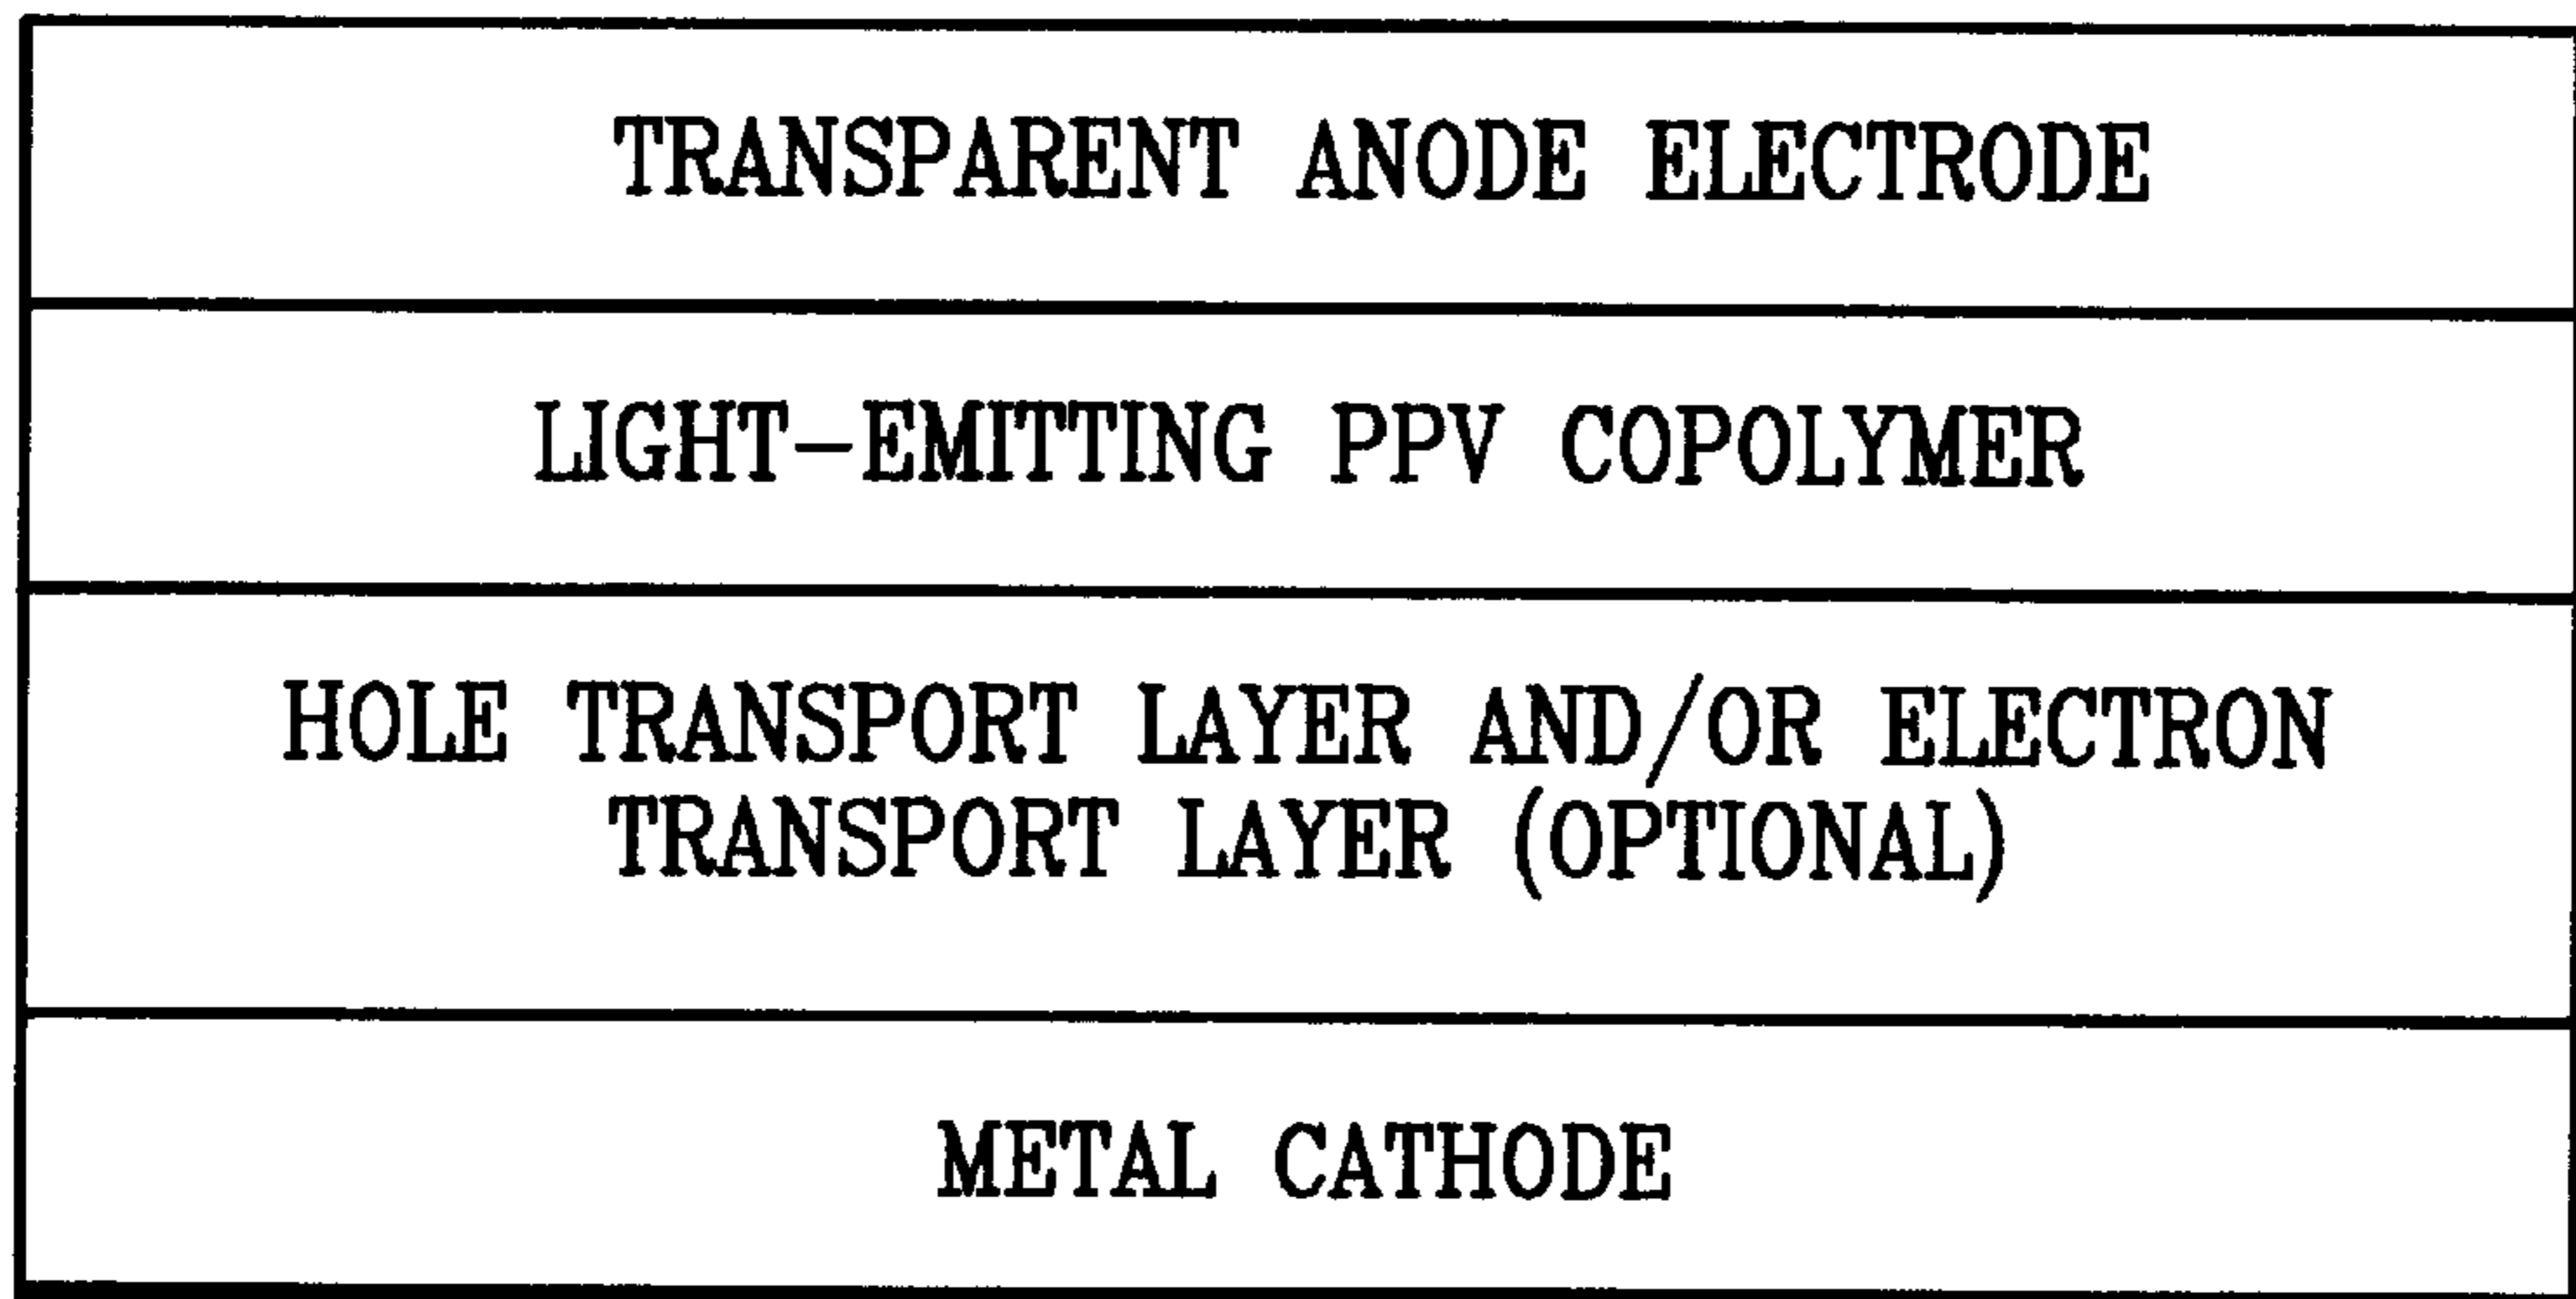 TRANSPARENT ANODE ELECTRODE
LIGHT-EMITTING PPV COPOLYMER
HOLE TRANSPORT LAYER AND/OR ELECTRON
TRANSPORT LAYER (OPTIONAL)
METAL CATHODE